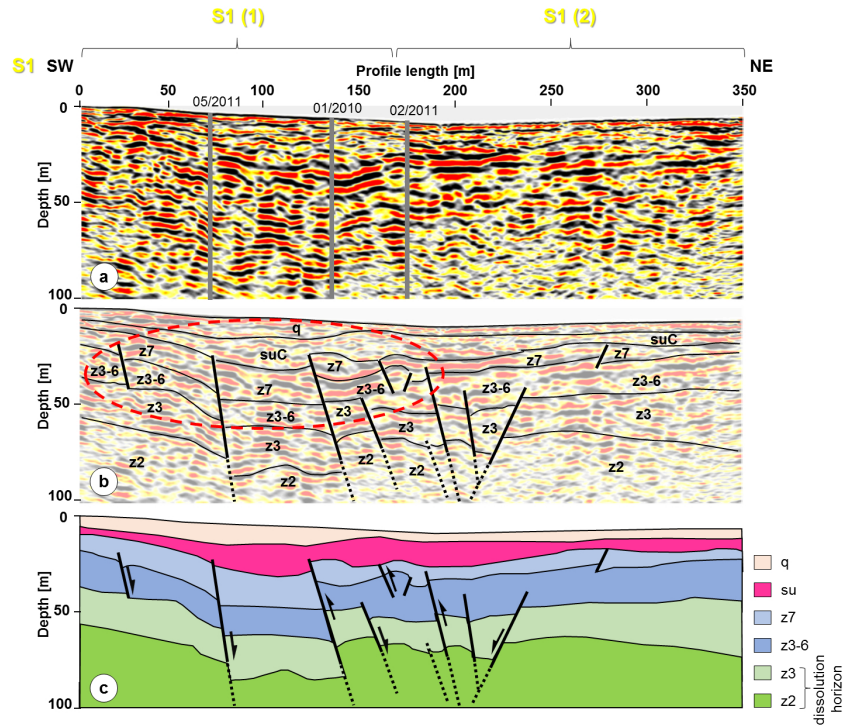 S1 (1) S1 (2)
S1 SW Profile length [m] NE
0 50 100 150 200 250 300 350
05/2011 01/2010 02/2011
0
50
100
Depth [m]
a
0
50
100
Depth [m]
q
suC
suC
z7
z7
z7
z7
z7
z3-6
z3-6
z3-6
z3-6
z3-6
z3-6
z3
z3
z3
z3
z3
z3
z2
z2
z2
z2
z2
b
0
50
100
Depth [m]
c
q
su
z7
z3-6
z3
z2
dissolution
horizon